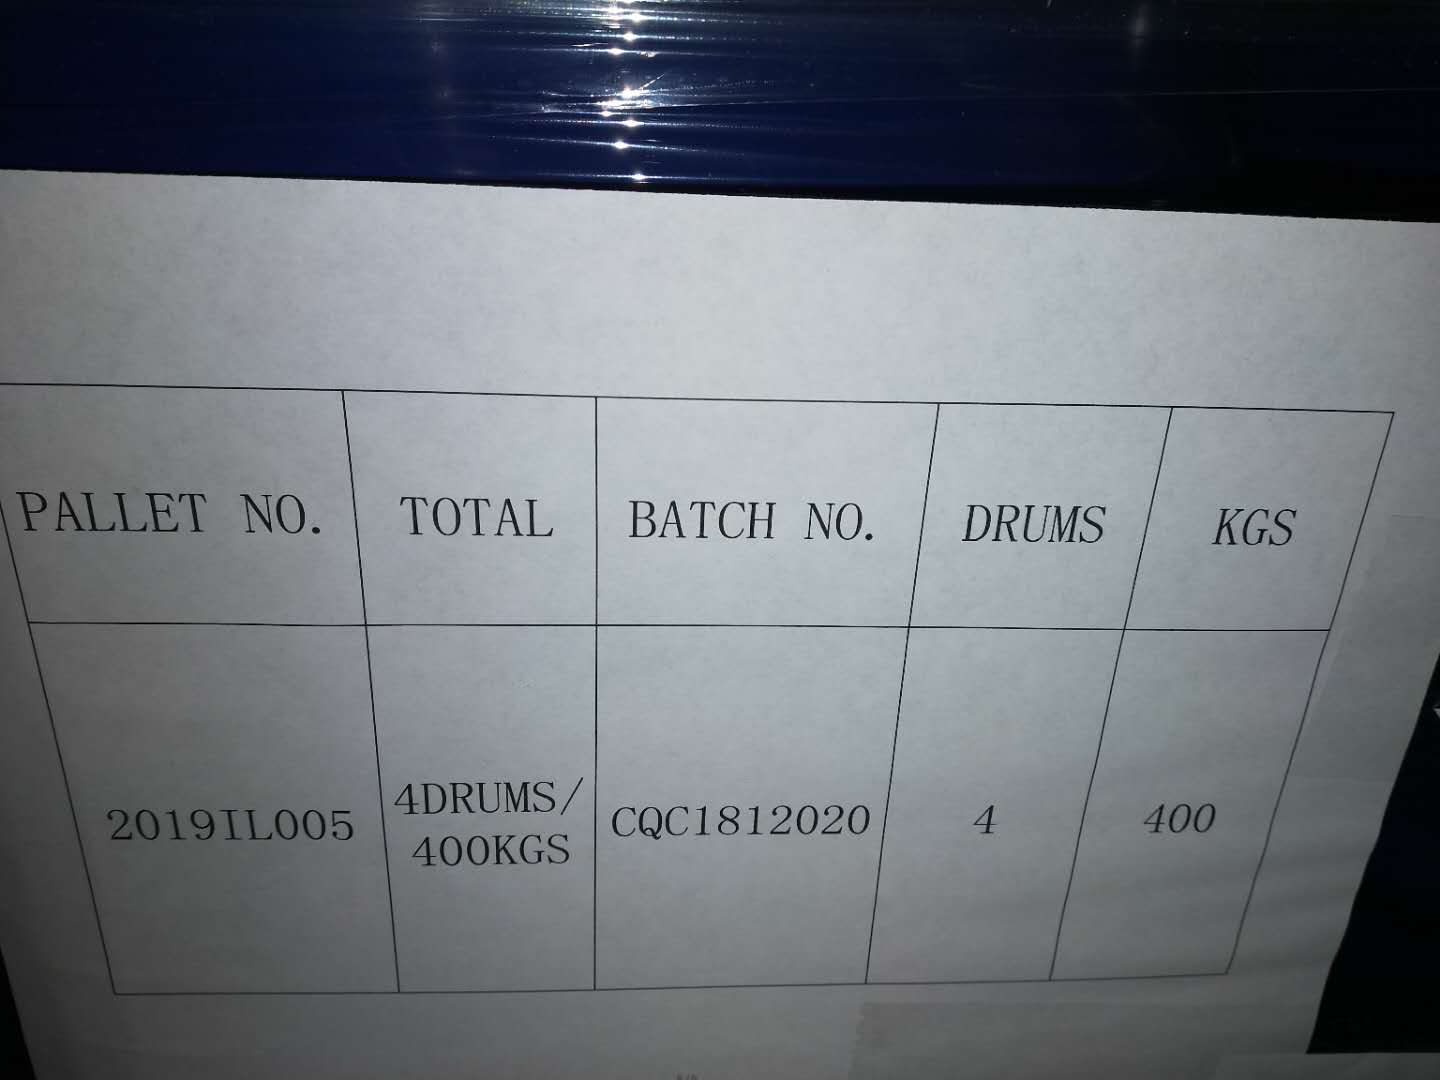 PALLET NO. TOTAL BATCH NO. DRUMS KGS
2019IL005 4DRUMS/ 400KGS CQC1812020 4 400